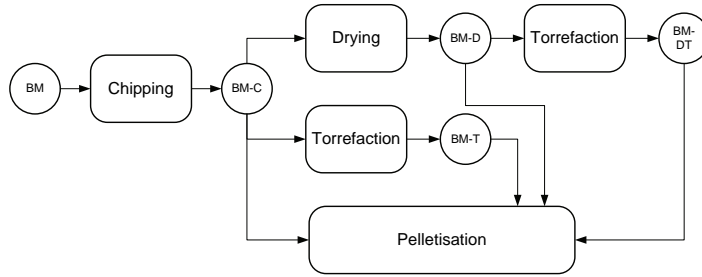 Drying
BM-D
Torrefaction
BM-
DT
BM
Chipping
BM-C
Torrefaction
BM-T
Pelletisation